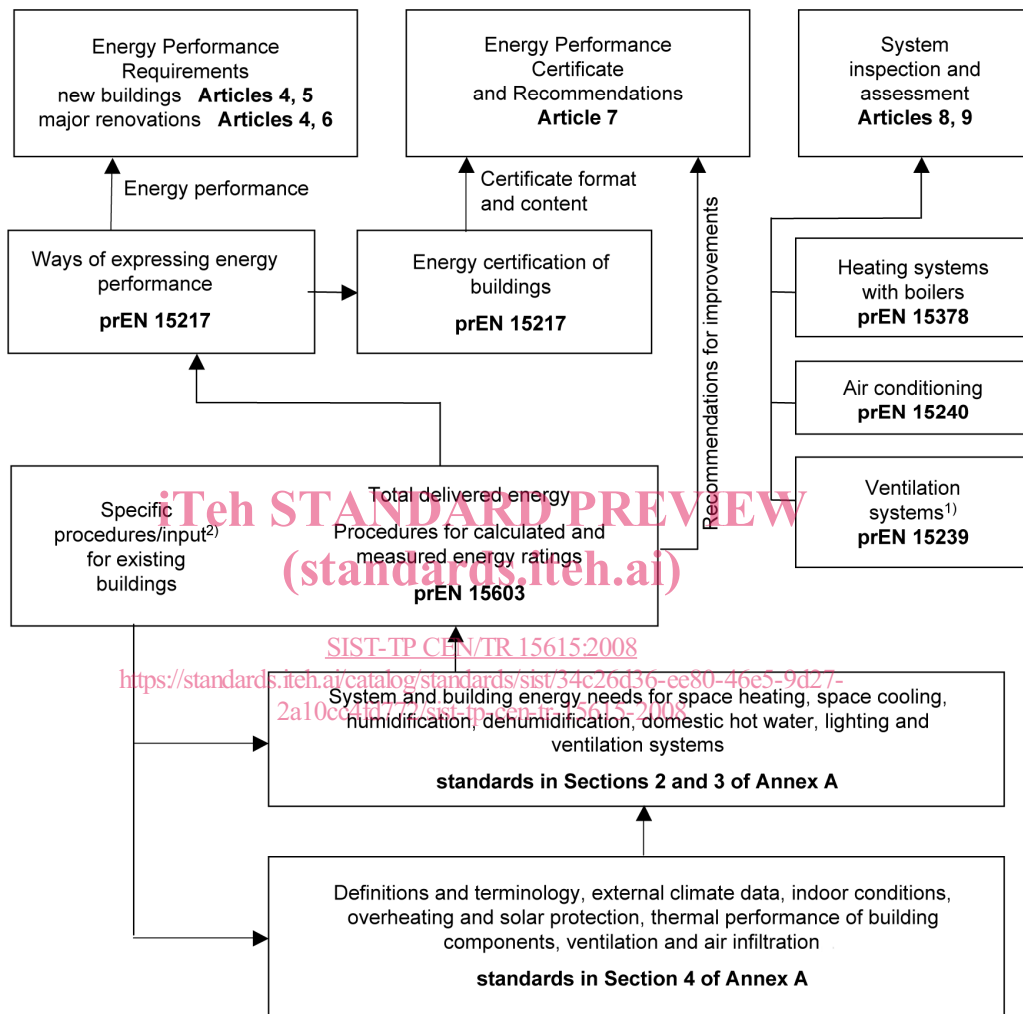 Energy Performance
Requirements
new buildings Articles 4, 5
major renovations Articles 4, 6
Energy Performance
Certificate
and Recommendations
Article 7
System
inspection and
assessment
Articles 8, 9
Energy performance
Certificate format
and content
Recommendations for improvements
Ways of expressing energy
performance
prEN 15217
Energy certification of
buildings
prEN 15217
Heating systems
with boilers
prEN 15378
Air conditioning
prEN 15240
Ventilation
systems1)
prEN 15239
Specific
procedures/input2)
for existing
buildings
Total delivered energy
Procedures for calculated and
measured energy ratings
prEN 15603
iTeh STANDARD PREVIEW
(standards.iteh.ai)
SIST-TP CEN/TR 15615:2008
https://standards.iteh.ai/catalog/standards/sist/34c26d36-ee80-46e5-9d27-
2a10cc4fd772/sist-tp-cen-tr-15615-2008
System and building energy needs for space heating, space cooling,
humidification, dehumidification, domestic hot water, lighting and
ventilation systems
standards in Sections 2 and 3 of Annex A
Definitions and terminology, external climate data, indoor conditions,
overheating and solar protection, thermal performance of building
components, ventilation and air infiltration
standards in Section 4 of Annex A